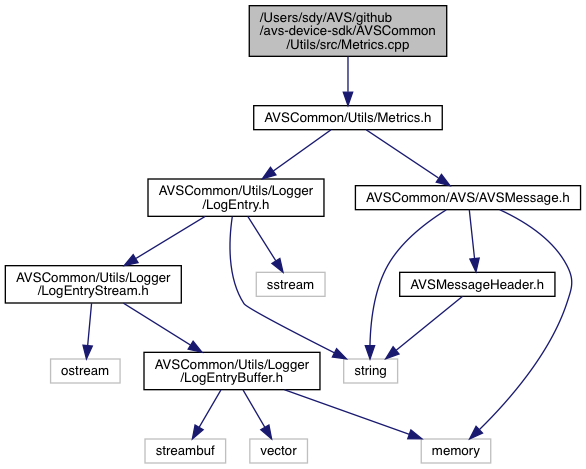 /Users/sdy/AVS/github
/avs-device-sdk/AVSCommon
/Utils/src/Metrics.cpp
AVSCommon/Utils/Metrics.h
AVSCommon/Utils/Logger
/LogEntry.h
AVSCommon/AVS/AVSMessage.h
AVSCommon/Utils/Logger
/LogEntryStream.h
sstream
AVSMessageHeader.h
ostream
AVSCommon/Utils/Logger
/LogEntryBuffer.h
string
streambuf
vector
memory